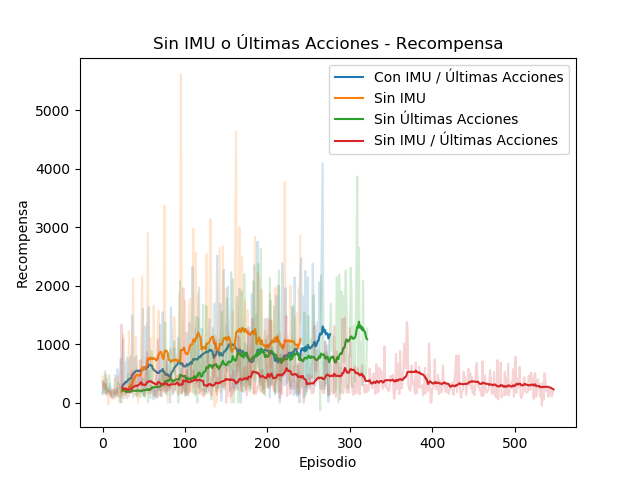 Sin IMU o Últimas Acciones - Recompensa
Con IMU / Últimas Acciones
Sin IMU
Sin Últimas Acciones
Sin IMU / Últimas Acciones
Recompensa
5000
4000
3000
2000
1000
0
0 100 200 300 400 500
Episodio